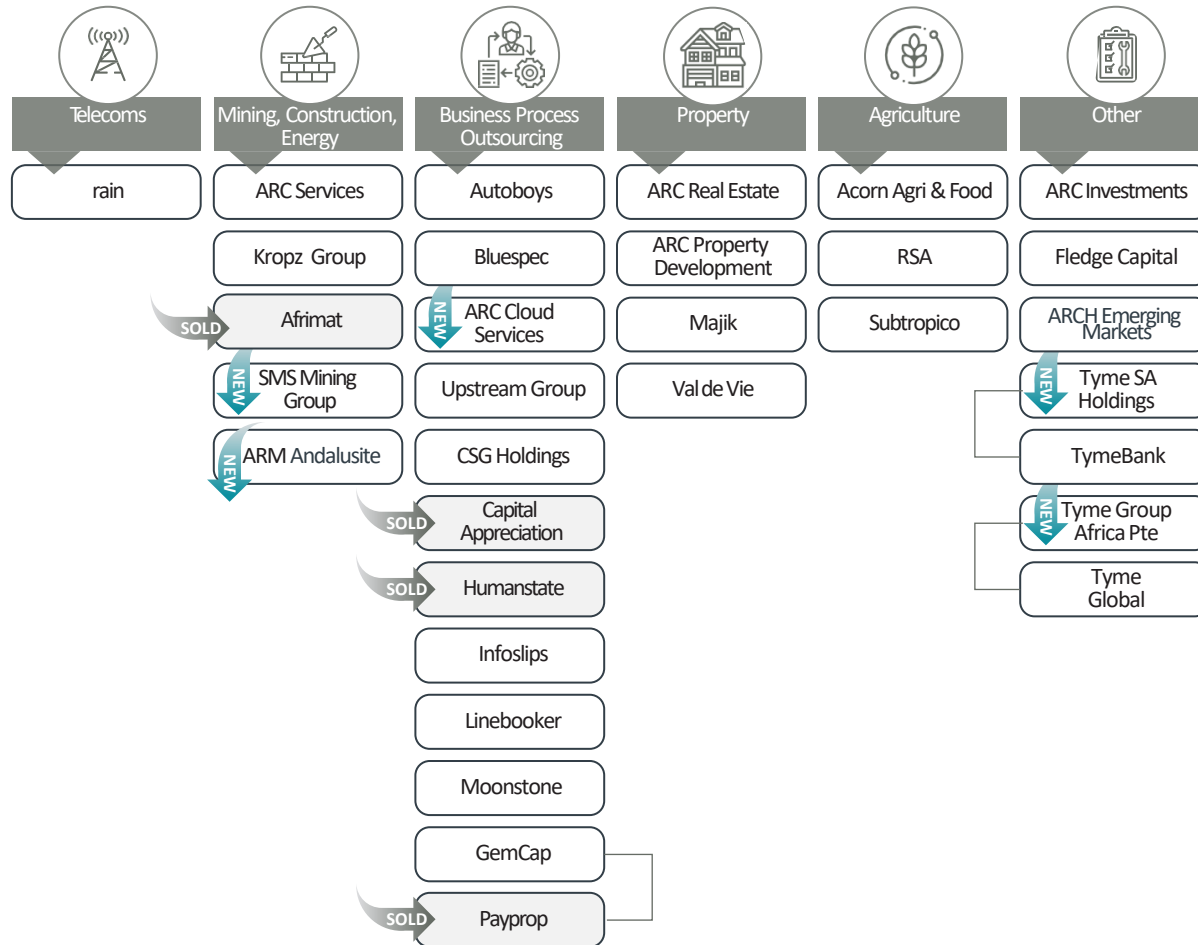 Telecoms
rain
Mining, Construction,
Energy
ARC Services
Kropz Group
SOLD
Afrimat
NEW
SMS Mining
Group
NEW
ARM Andalusite
Business Process
Outsourcing
Autoboys
Bluespec
NEW
ARC Cloud
Services
Upstream Group
CSG Holdings
SOLD
Capital
Appreciation
SOLD
Humanstate
Infoslips
Linebooker
Moonstone
GemCap
SOLD
Payprop
Property
ARC Real Estate
ARC Property
Development
Majik
Val de Vie
Agriculture
Acorn Agri & Food
RSA
Subtropico
Other
ARC Investments
Fledge Capital
ARCH Emerging
Markets
NEW
Tyme SA
Holdings
TymeBank
NEW
Tyme Group
Africa Pte
Tyme
Global